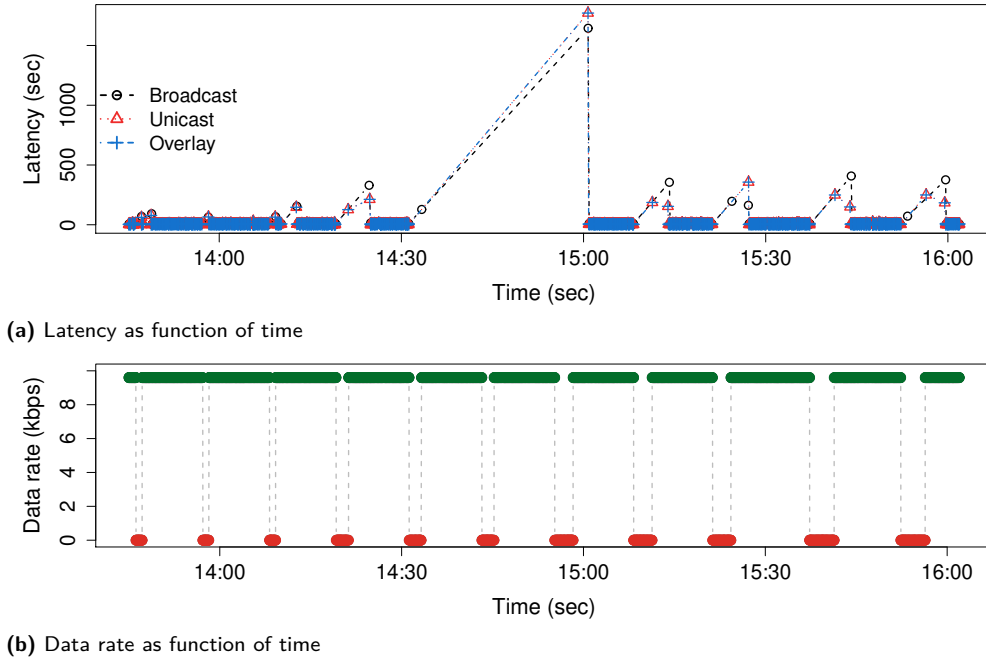 Latency (sec)
1000
500
0
Broadcast
Unicast
Overlay
14:00 14:30 15:00 15:30 16:00
Time (sec)
(a) Latency as function of time
Data rate (kbps)
8
6
4
2
0
14:00 14:30 15:00 15:30 16:00
Time (sec)
(b) Data rate as function of time